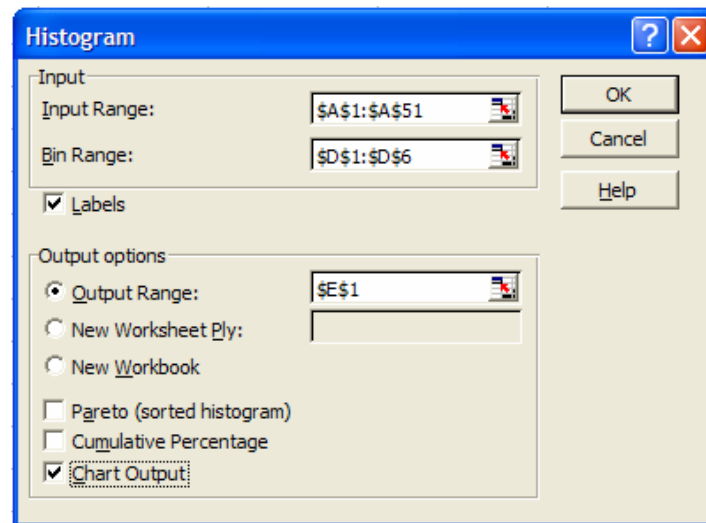 Histogram
Input
Input Range: $A$1:$A$51
Bin Range: $D$1:$D$6
Labels
OK
Cancel
Help
Output options
Output Range: $E$1
New Worksheet Ply:
New Workbook
Pareto (sorted histogram)
Cumulative Percentage
Chart Output